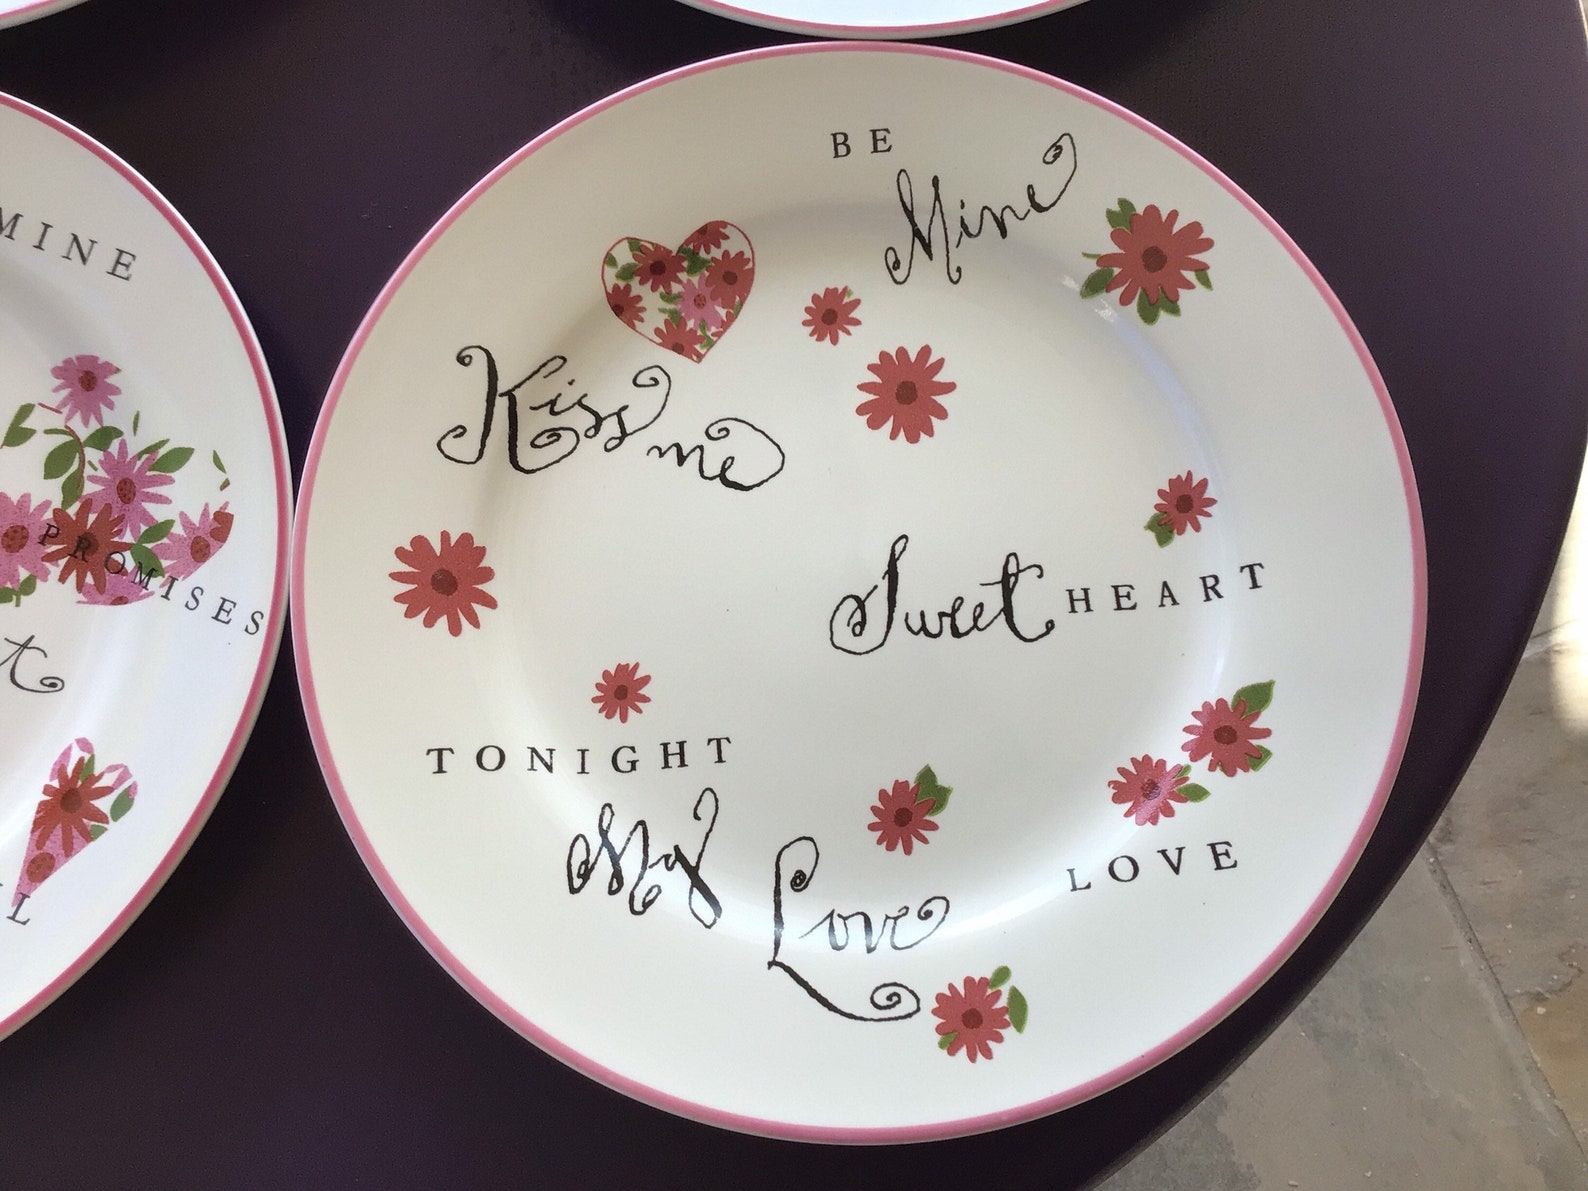 MINE
PROMISES
BE
Mine
Kiss
me
Sweet HEART
TONIGHT
My
Love
LOVE